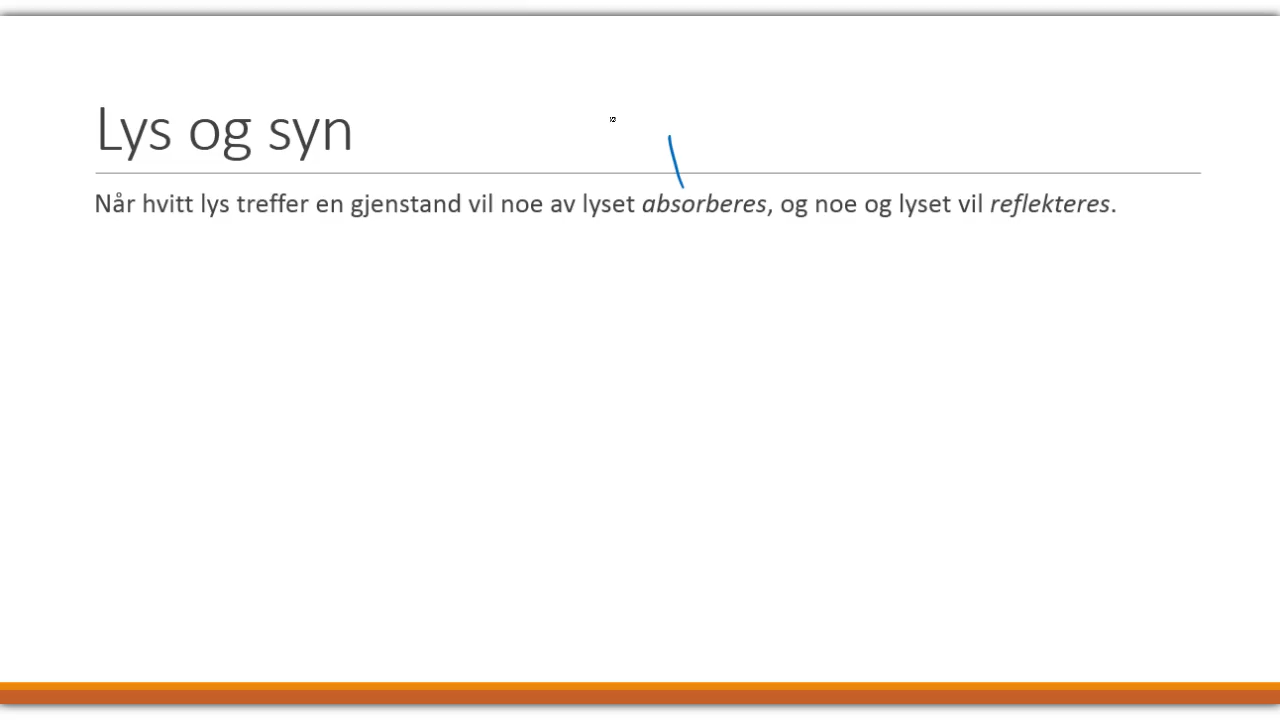 Lys og syn
Når hvitt lys treffer en gjenstand vil noe av lyset absorberes, og noe og lyset vil reflekteres.